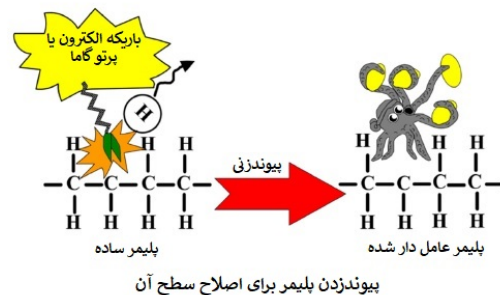 باریکه الکترون یا
پرتو گاما
H
H H H H
C C C C
H H H H
پلیمر ساده
پیوندزنی
H H H
C C C C
H H H H
پلیمر عامل دار شده
پیوندزدن پلیمر برای اصلاح سطح آن